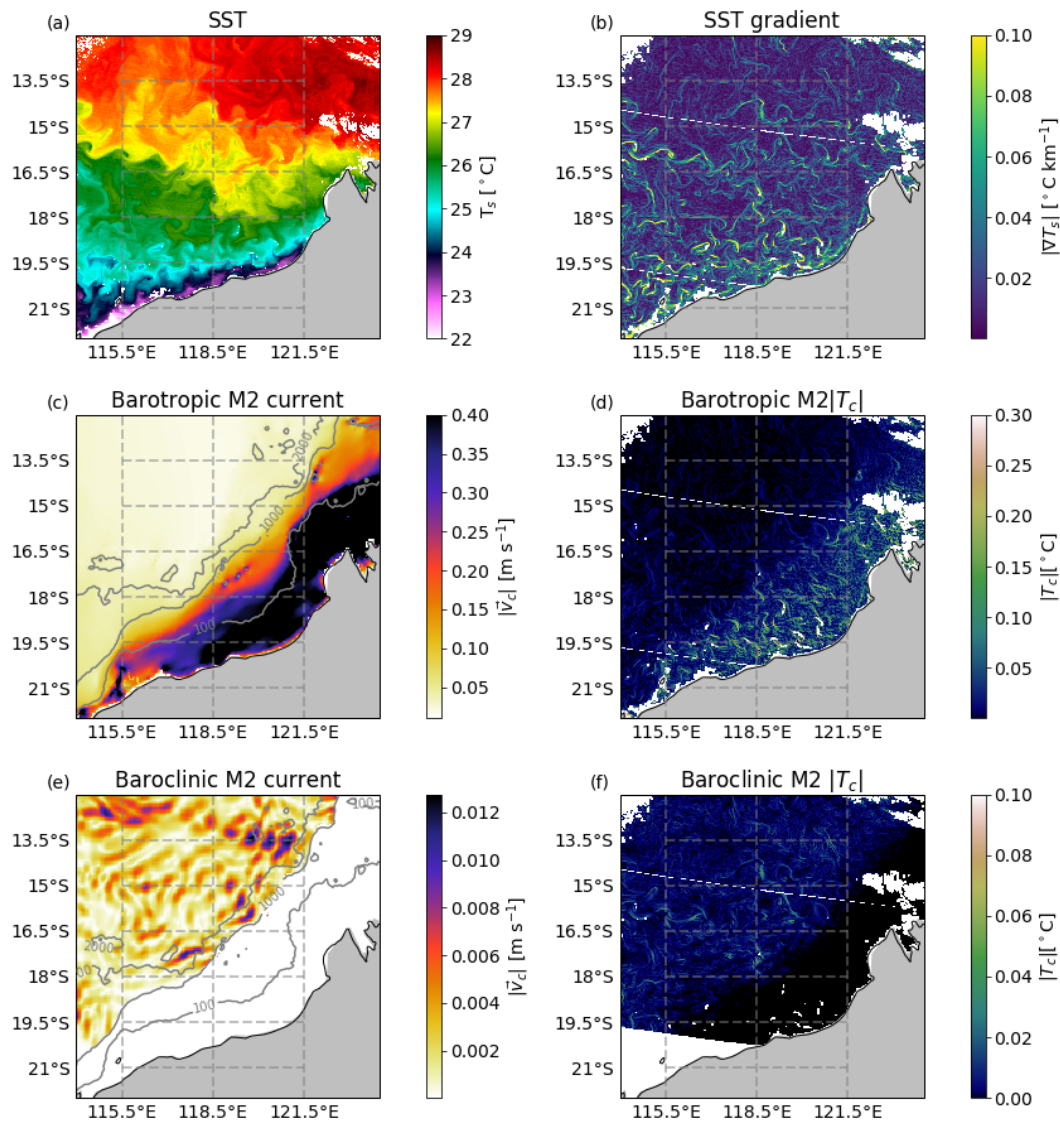 (a) SST
13.5°S
15°S
16.5°S
18°S
19.5°S
21°S
115.5°E 118.5°E 121.5°E
29
28
27
26
25
24
23
22
T_s [°C]
(b) SST gradient
13.5°S
15°S
16.5°S
18°S
19.5°S
21°S
115.5°E 118.5°E 121.5°E
0.10
0.08
0.06
0.04
0.02
|∇T_s| [°C km⁻¹]
(c) Barotropic M2 current
13.5°S
15°S
16.5°S
18°S
19.5°S
21°S
115.5°E 118.5°E 121.5°E
2000
1000
100
0.40
0.35
0.30
0.25
0.20
0.15
0.10
0.05
|v⃗_c| [m s⁻¹]
(d) Barotropic M2|T_c|
13.5°S
15°S
16.5°S
18°S
19.5°S
21°S
115.5°E 118.5°E 121.5°E
0.30
0.25
0.20
0.15
0.10
0.05
|T_c|[°C]
(e) Baroclinic M2 current
13.5°S
15°S
16.5°S
18°S
19.5°S
21°S
115.5°E 118.5°E 121.5°E
1000
2000
100
0.012
0.010
0.008
0.006
0.004
0.002
|v⃗_c| [m s⁻¹]
(f) Baroclinic M2 |T_c|
13.5°S
15°S
16.5°S
18°S
19.5°S
21°S
115.5°E 118.5°E 121.5°E
0.10
0.08
0.06
0.04
0.02
0.00
|T_c|[°C]